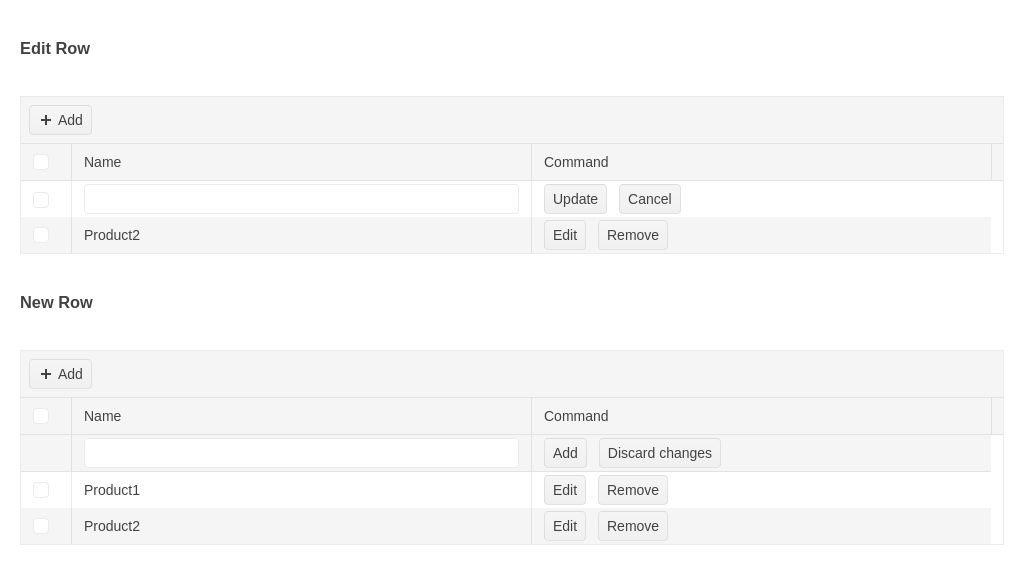 Edit Row
Add
Name Command
Update Cancel
Product2 Edit Remove
New Row
Add
Name Command
Add Discard changes
Product1 Edit Remove
Product2 Edit Remove